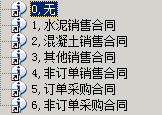 0, 无
1, 水泥销售合同
2, 混凝土销售合同
3, 其他销售合同
4, 非订单销售合同
5, 订单采购合同
6, 非订单采购合同